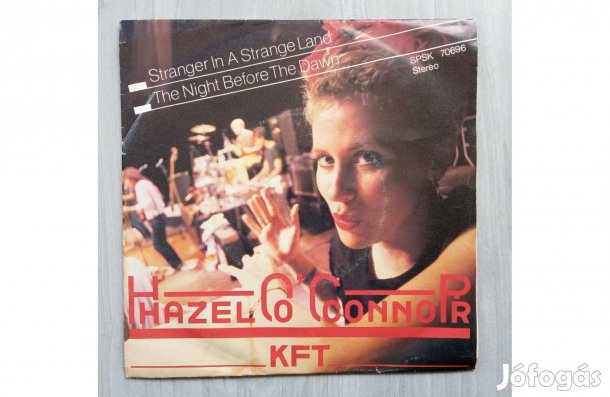 Stranger In A Strange Land
The Night Before The Dawn
SPSK 70696
Stereo
HAZEL O'CONNOR
KFT
Jófogás